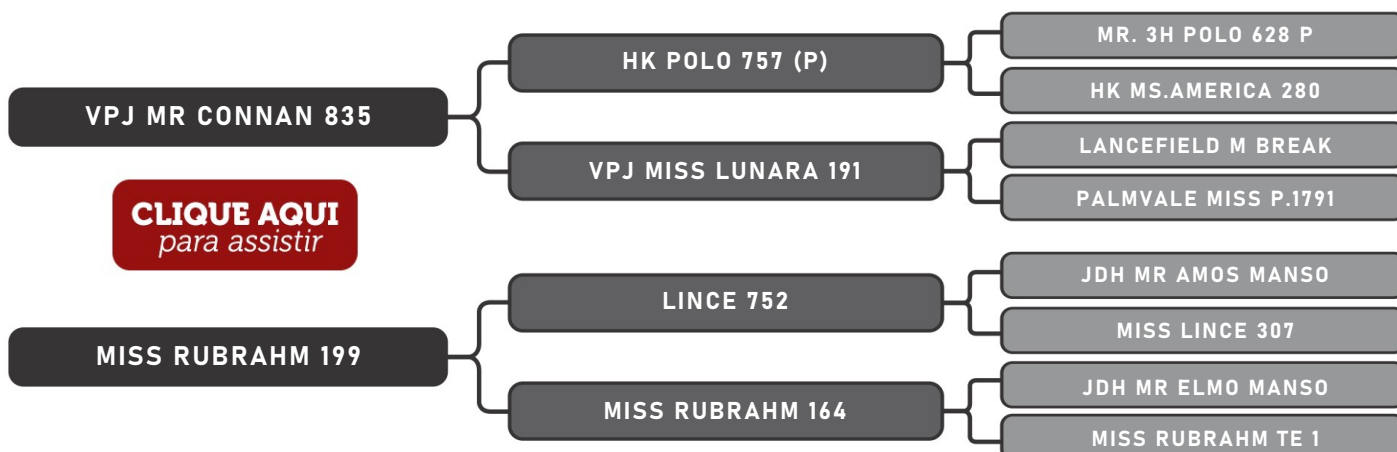 MR. 3H POLO 628 P
HK POLO 757 (P)
HK MS.AMERICA 280
VPJ MR CONNAN 835
LANCEFIELD M BREAK
VPJ MISS LUNARA 191
PALMVALE MISS P.1791
CLIQUE AQUI
para assistir
JDH MR AMOS MANSO
LINCE 752
MISS LINCE 307
MISS RUBRAHM 199
JDH MR ELMO MANSO
MISS RUBRAHM 164
MISS RUBRAHM TE 1